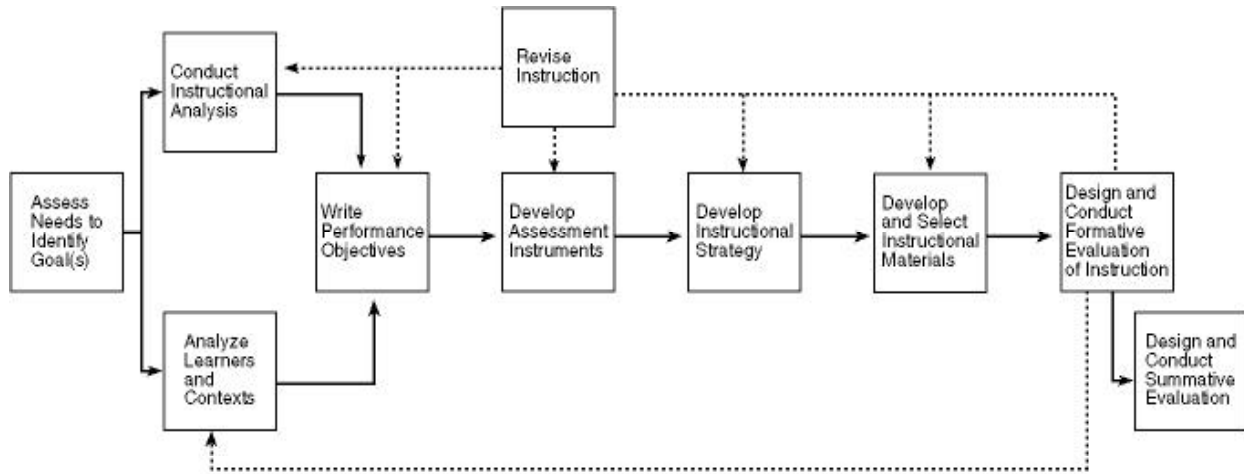 Conduct
Instructional
Analysis
Revise
Instruction
Assess
Needs to
Identify
Goal(s)
Write
Performance
Objectives
Develop
Assessment
Instruments
Develop
Instructional
Strategy
Develop
and Select
Instructional
Materials
Design and
Conduct
Formative
Evaluation
of Instruction
Analyze
Learners
and
Contexts
Design and
Conduct
Summative
Evaluation